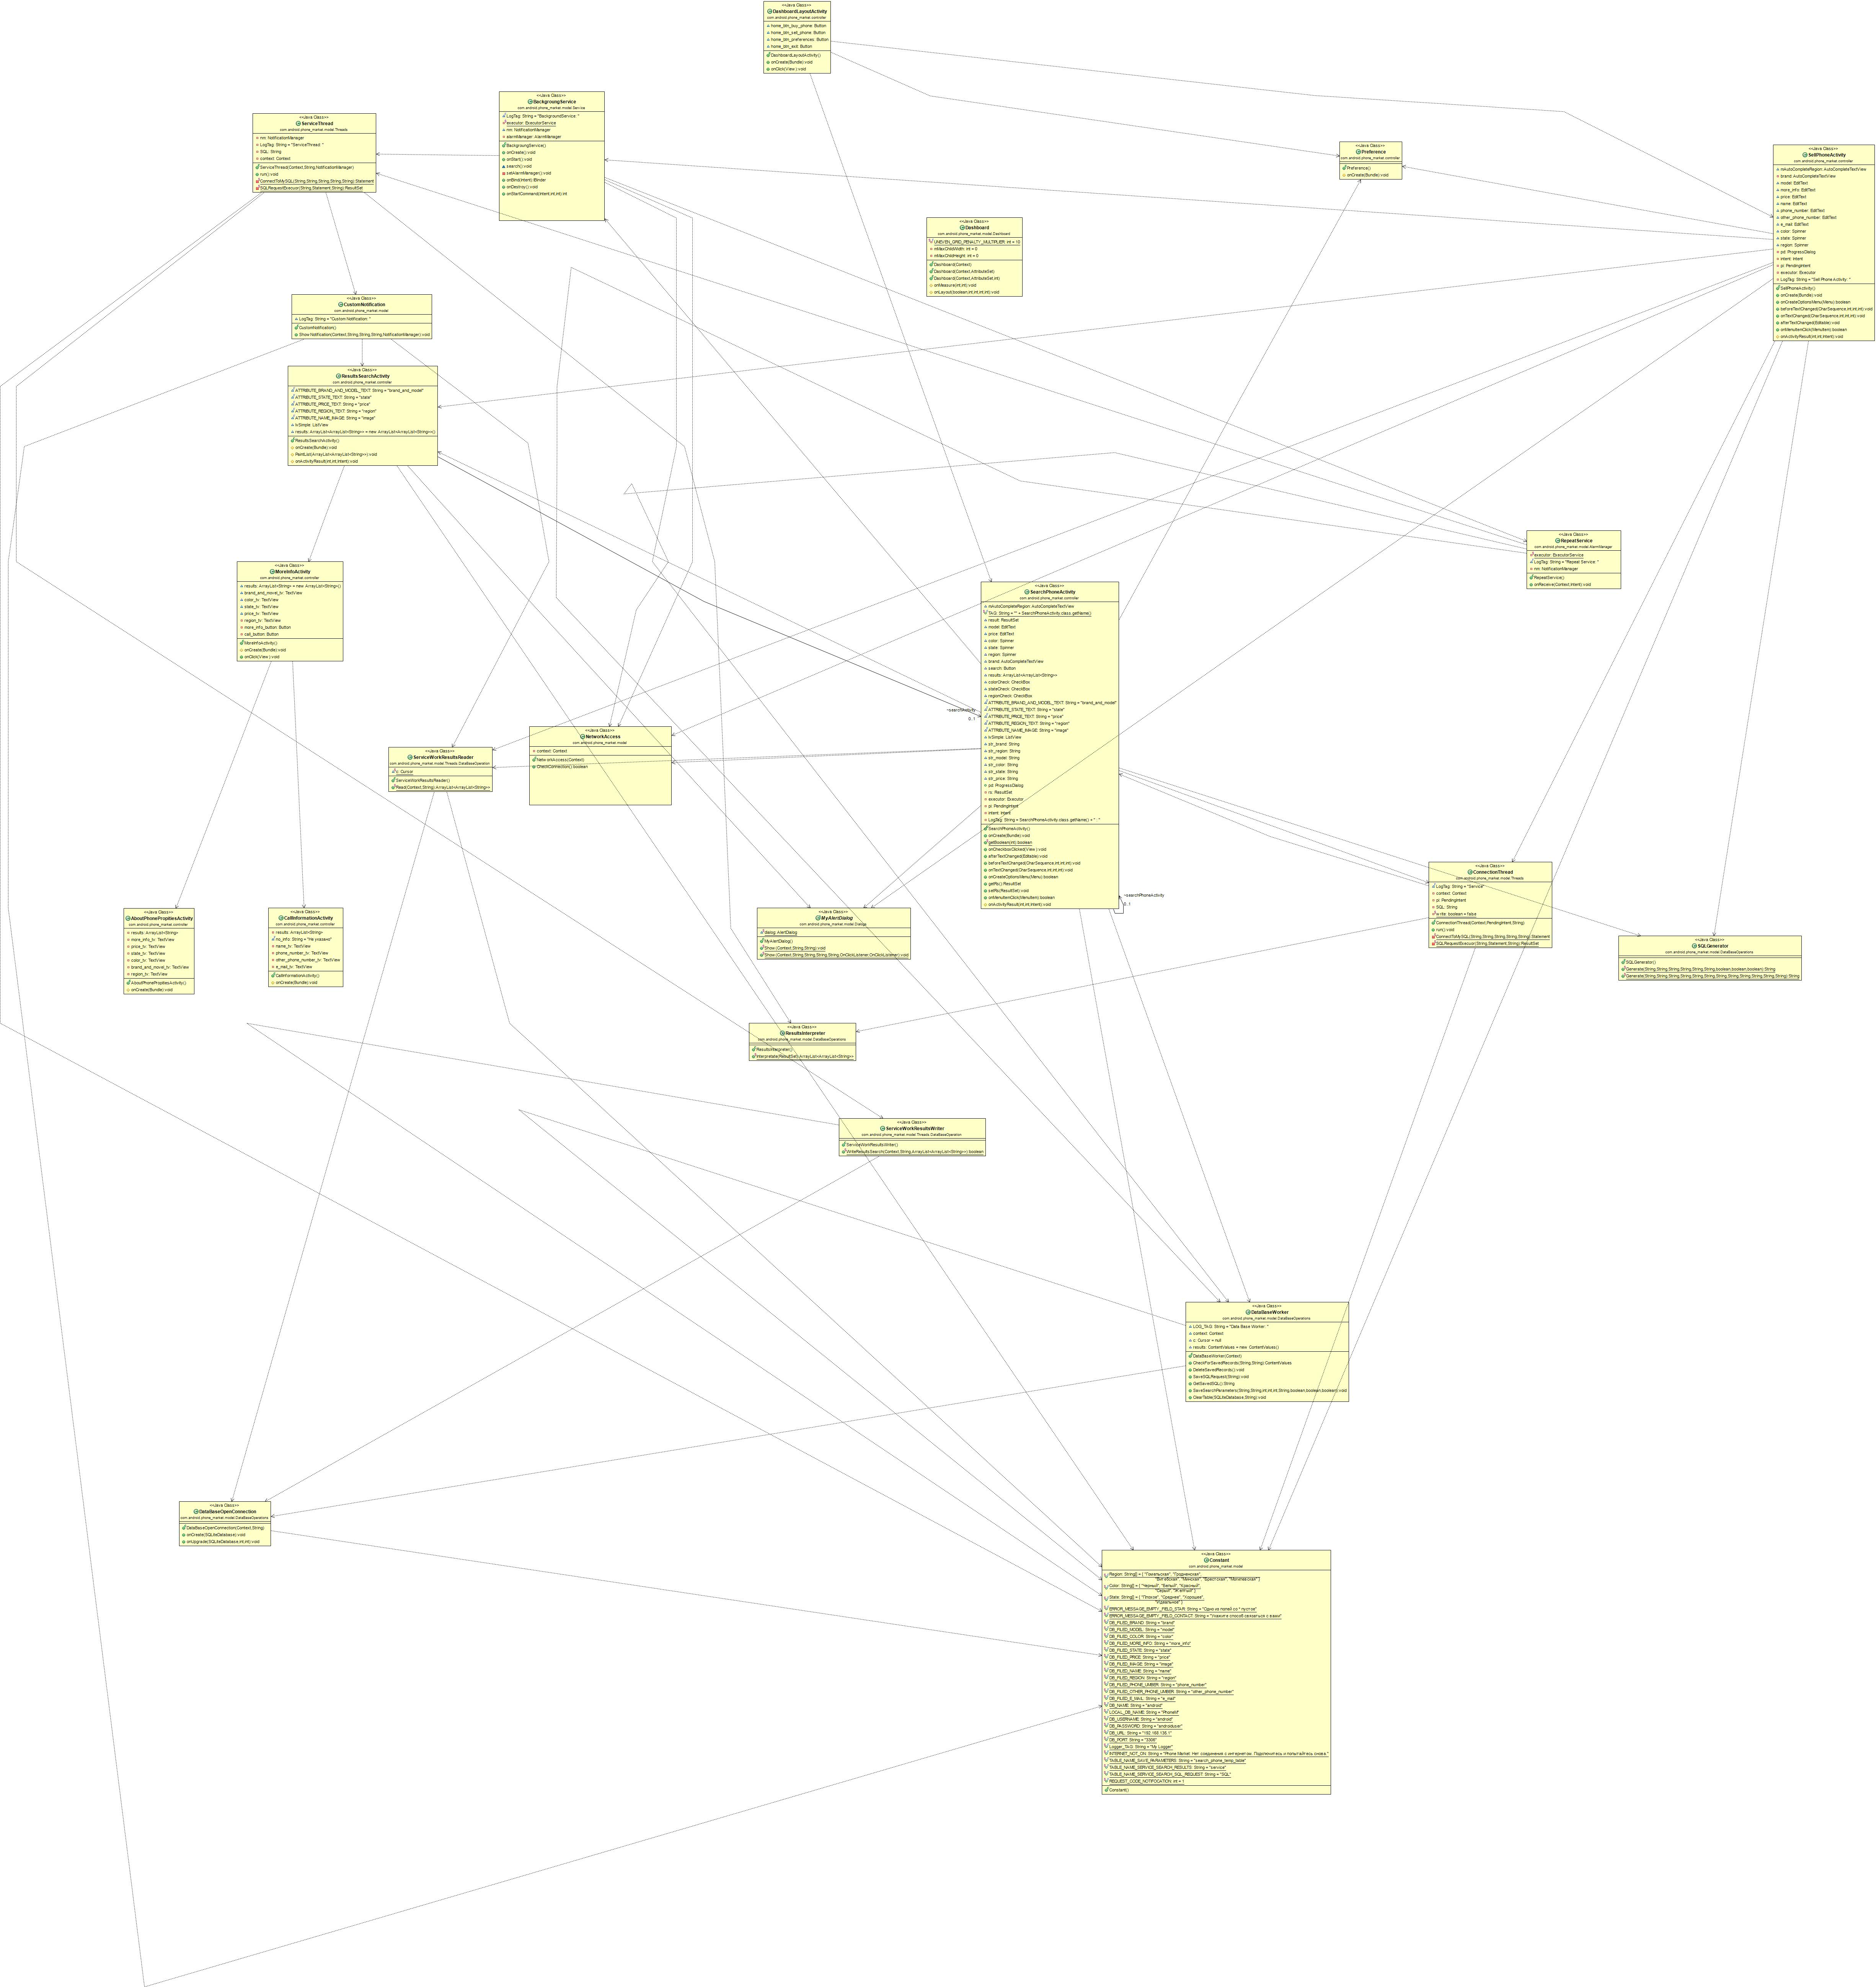 <<Java Class>>
DashboardLayoutActivity
com.android.phone_market.controller
home_btn_buy_phone: Button
home_btn_sell_phone: Button
home_btn_preferences: Button
home_btn_exit: Button
DashboardLayoutActivity()
onCreate(Bundle):void
onClick(View):void
<<Java Class>>
BackgroungService
com.android.phone_market.model.Service
LogTag: String = "BackgroundService: "
executor: ExecutorService
nm: NotificationManager
alarmManager: AlarmManager
BackgroungService()
onCreate():void
onStart():void
search():void
setAlarmManager():void
onBind(Intent):IBinder
onDestroy():void
onStartCommand(Intent,int,int):int
<<Java Class>>
ServiceThread
com.android.phone_market.model.Threads
nm: NotificationManager
LogTag: String = "ServiceThread: "
SQL: String
context: Context
ServiceThread(Context,String,NotificationManager)
run():void
ConnectToMySQL(String,String,String,String,String):Statement
SQLRequestExecuor(String,Statement,String):ResultSet
<<Java Class>>
Preference
com.android.phone_market.controller
Preference()
onCreate(Bundle):void
<<Java Class>>
SellPhoneActivity
com.android.phone_market.controller
mAutoCompleteRegion: AutoCompleteTextView
brand: AutoCompleteTextView
model: EditText
more_info: EditText
price: EditText
name: EditText
phone_number: EditText
other_phone_number: EditText
e_mail: EditText
color: Spinner
state: Spinner
region: Spinner
pd: ProgressDialog
intent: Intent
pi: PendingIntent
executor: Executor
LogTag: String = "Sell Phone Activity: "
SellPhoneActivity()
onCreate(Bundle):void
onCreateOptionsMenu(Menu):boolean
beforeTextChanged(CharSequence,int,int,int):void
onTextChanged(CharSequence,int,int,int):void
afterTextChanged(Editable):void
onMenuItemClick(MenuItem):boolean
onActivityResult(int,int,Intent):void
<<Java Class>>
Dashboard
com.android.phone_market.model.Dashboard
UNEVEN_GRID_PENALTY_MULTIPLIER: int = 10
mMaxChildWidth: int = 0
mMaxChildHeight: int = 0
Dashboard(Context)
Dashboard(Context,AttributeSet)
Dashboard(Context,AttributeSet,int)
onMeasure(int,int):void
onLayout(boolean,int,int,int,int):void
<<Java Class>>
CustomNotification
com.android.phone_market.model
LogTag: String = "Custom Notification: "
CustomNotification()
Show Notification(Context,String,String,String,NotificationManager):void
<<Java Class>>
ResultsSearchActivity
com.android.phone_market.controller
ATTRIBUTE_BRAND_AND_MODEL_TEXT: String = "brand_and_model"
ATTRIBUTE_STATE_TEXT: String = "state"
ATTRIBUTE_PRICE_TEXT: String = "price"
ATTRIBUTE_REGION_TEXT: String = "region"
ATTRIBUTE_NAME_IMAGE: String = "image"
lvSimple: ListView
results: ArrayList<ArrayList<String>> = new ArrayList<ArrayList<String>>()
ResultsSearchActivity()
onCreate(Bundle):void
PaintList(ArrayList<ArrayList<String>>):void
onActivityResult(int,int,Intent):void
<<Java Class>>
RepeatService
com.android.phone_market.model.AlarmManager
executor: ExecutorService
LogTag: String = "Repeat Service: "
nm: NotificationManager
RepeatService()
onReceive(Context,Intent):void
<<Java Class>>
MoreInfoActivity
com.android.phone_market.controller
results: ArrayList<String> = new ArrayList<String>()
brand_and_movel_tv: TextView
color_tv: TextView
state_tv: TextView
price_tv: TextView
region_tv: TextView
more_info_button: Button
call_button: Button
MoreInfoActivity()
onCreate(Bundle):void
onClick(View):void
<<Java Class>>
SearchPhoneActivity
com.android.phone_market.controller
mAutoCompleteRegion: AutoCompleteTextView
TAG: String = "" + SearchPhoneActivity.class.getName()
result: ResultSet
model: EditText
price: EditText
color: Spinner
state: Spinner
region: Spinner
brand: AutoCompleteTextView
search: Button
results: ArrayList<ArrayList<String>>
colorCheck: CheckBox
stateCheck: CheckBox
regionCheck: CheckBox
ATTRIBUTE_BRAND_AND_MODEL_TEXT: String = "brand_and_model"
ATTRIBUTE_STATE_TEXT: String = "state"
ATTRIBUTE_PRICE_TEXT: String = "price"
ATTRIBUTE_REGION_TEXT: String = "region"
ATTRIBUTE_NAME_IMAGE: String = "image"
lvSimple: ListView
str_brand: String
str_region: String
str_model: String
str_color: String
str_state: String
str_price: String
pd: ProgressDialog
rs: ResultSet
executor: Executor
pi: PendingIntent
intent: Intent
LogTag: String = SearchPhoneActivity.class.getName() + " : "
SearchPhoneActivity()
onCreate(Bundle):void
getBoolean(int):boolean
onCheckboxClicked(View):void
afterTextChanged(Editable):void
beforeTextChanged(CharSequence,int,int,int):void
onTextChanged(CharSequence,int,int,int):void
onCreateOptionsMenu(Menu):boolean
getRs():ResultSet
setRs(ResultSet):void
onMenuItemClick(MenuItem):boolean
onActivityResult(int,int,Intent):void
~searchActivity
0..1
~searchPhoneActivity
0..1
<<Java Class>>
NetworkAccess
com.android.phone_market.model
context: Context
NetworkAccess(Context)
CheckConnection():boolean
<<Java Class>>
ServiceWorkResultsReader
com.android.phone_market.model.Threads.DataBaseOperation
c: Cursor
ServiceWorkResultsReader()
Read(Context,String):ArrayList<ArrayList<String>>
<<Java Class>>
ConnectionThread
com.android.phone_market.model.Threads
LogTag: String = "Service"
context: Context
pi: PendingIntent
SQL: String
write: boolean = false
ConnectionThread(Context,PendingIntent,String)
run():void
ConnectToMySQL(String,String,String,String,String):Statement
SQLRequestExecuor(String,Statement,String):ResultSet
<<Java Class>>
AboutPhonePropitiesActivity
com.android.phone_market.controller
results: ArrayList<String>
more_info_tv: TextView
price_tv: TextView
state_tv: TextView
color_tv: TextView
brand_and_movel_tv: TextView
region_tv: TextView
AboutPhonePropitiesActivity()
onCreate(Bundle):void
<<Java Class>>
CallInformationActivity
com.android.phone_market.controller
results: ArrayList<String>
no_info: String = "Не указано"
name_tv: TextView
phone_number_tv: TextView
other_phone_number_tv: TextView
e_mail_tv: TextView
CallInformationActivity()
onCreate(Bundle):void
<<Java Class>>
MyAlertDialog
com.android.phone_market.model.Dialogs
dialog: AlertDialog
MyAlertDialog()
Show(Context,String,String):void
Show(Context,String,String,String,String,OnClickListener,OnClickListener):void
<<Java Class>>
SQLGenerator
com.android.phone_market.model.DataBaseOperations
SQLGenerator()
Generate(String,String,String,String,String,String,boolean,boolean,boolean):String
Generate(String,String,String,String,String,String,String,String,String,String,String):String
<<Java Class>>
ResultsInterpreter
com.android.phone_market.model.DataBaseOperations
ResultsInterpreter()
Interpretate(ResultSet):ArrayList<ArrayList<String>>
<<Java Class>>
ServiceWorkResultsWriter
com.android.phone_market.model.Threads.DataBaseOperation
ServiceWorkResultsWriter()
WriteResultsSearch(Context,String,ArrayList<ArrayList<String>>):boolean
<<Java Class>>
DataBaseWorker
com.android.phone_market.model.DataBaseOperations
LOG_TAG: String = "Data Base Worker: "
context: Context
c: Cursor = null
results: ContentValues = new ContentValues()
DataBaseWorker(Context)
CheckForSavedRecords(String,String):ContentValues
DeleteSavedRecords():void
SaveSQLRequest(String):void
GetSavedSQL():String
SaveSearchParameters(String,String,int,int,int,String,boolean,boolean,boolean):void
ClearTable(SQLiteDatabase,String):void
<<Java Class>>
DataBaseOpenConnection
com.android.phone_market.model.DataBaseOperations
DataBaseOpenConnection(Context,String)
onCreate(SQLiteDatabase):void
onUpgrade(SQLiteDatabase,int,int):void
<<Java Class>>
Constant
com.android.phone_market.model
Region: String[] = { "Гомельская", "Гродненская",
"Витебская", "Минская", "Брестская", "Могилевская" }
Color: String[] = { "Черный", "Белый", "Красный",
"Серый", "Желтый" }
State: String[] = { "Плохое", "Среднее", "Хорошее",
"Идеальное" }
ERROR_MESSAGE_EMPTY_FIELD_STAR: String = "Одно из полей со * пустое"
ERROR_MESSAGE_EMPTY_FIELD_CONTACT: String = "Укажите способ связаться с вами"
DB_FILED_BRAND: String = "brand"
DB_FILED_MODEL: String = "model"
DB_FILED_COLOR: String = "color"
DB_FILED_MORE_INFO: String = "more_info"
DB_FILED_STATE: String = "state"
DB_FILED_PRICE: String = "price"
DB_FILED_IMAGE: String = "image"
DB_FILED_NAME: String = "name"
DB_FILED_REGION: String = "region"
DB_FILED_PHONE_UMBER: String = "phone_number"
DB_FILED_OTHER_PHONE_UMBER: String = "other_phone_number"
DB_FILED_E_MAIL: String = "e_mail"
DB_NAME: String = "android"
LOCAL_DB_NAME: String = "PhoneM"
DB_USERNAME: String = "android"
DB_PASSWORD: String = "androiduser"
DB_URL: String = "192.168.136.1"
DB_PORT: String = "3306"
Logger_TAG: String = "My Logger"
INTERNET_NOT_ON: String = "Phone Market: Нет соединения с интернетом. Подключитесь и попытайтесь снова."
TABLE_NAME_SAVE_PARAMETERS: String = "search_phone_temp_table"
TABLE_NAME_SERVICE_SEARCH_RESULTS: String = "service"
TABLE_NAME_SERVICE_SEARCH_SQL_REQUEST: String = "SQL"
REQUEST_CODE_NOTIFOCATION: int = 1
Constant()